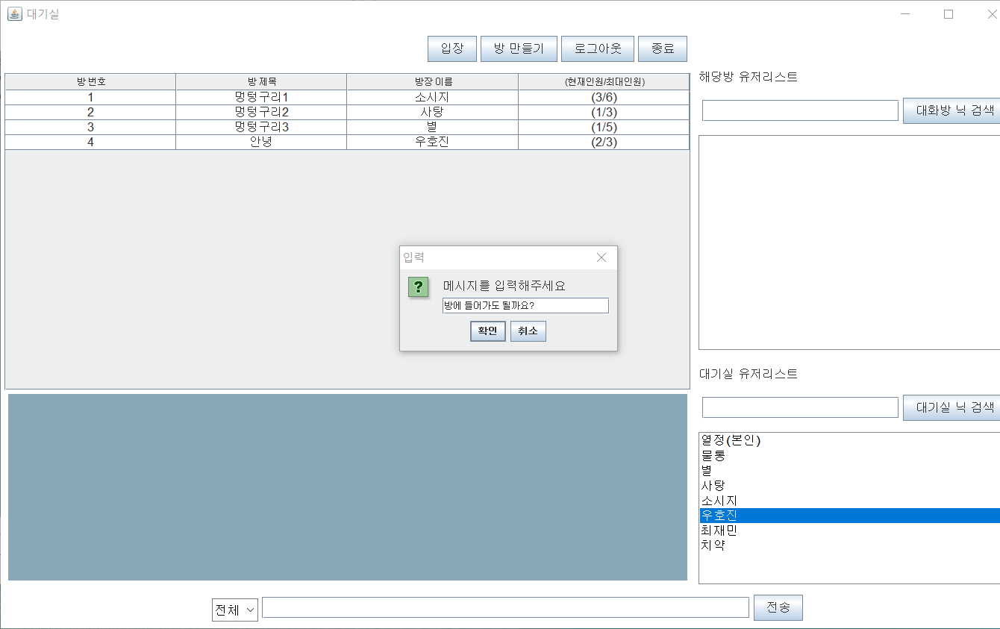 대기실
입장 방 만들기 로그아웃 종료
방번호 방제목 방장이름 (현재인원/최대인원)
1 멍텅구리1 소시지 (3/6)
2 멍텅구리2 사탕 (1/3)
3 멍텅구리3 별 (1/5)
4 안녕 우호진 (2/3)
해당방 유저리스트
대화방 닉 검색
입력
? 메시지를 입력해주세요
방에 들어가도 될까요?
확인 취소
대기실 유저리스트
대기실 닉 검색
열정(본인)
물통
별
사탕
소시지
우호진
최재민
치약
전체 전송